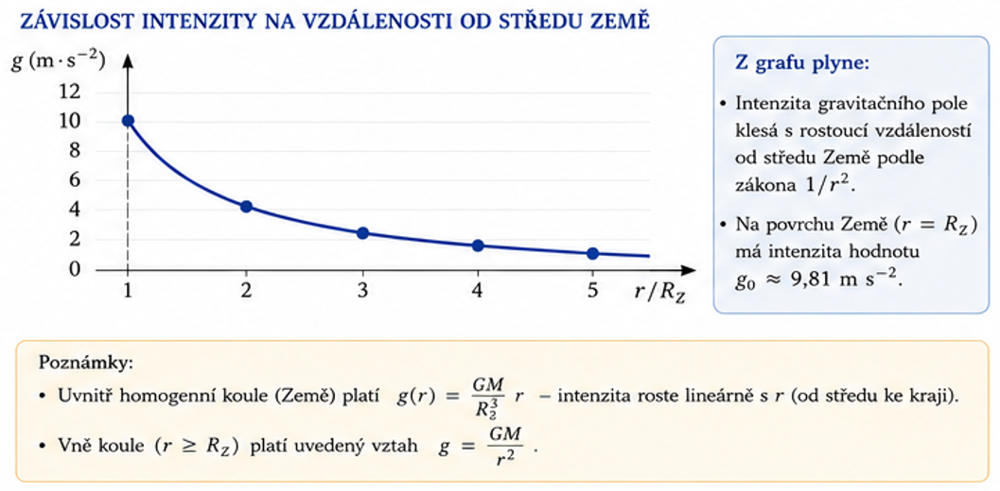 ZÁVISLOST INTENZITY NA VZDÁLENOSTI OD STŘEDU ZEMĚ
g (m · s⁻²)
12
10
8
6
4
2
0
1 2 3 4 5 r/R_Z
Z grafu plyne:
• Intenzita gravitačního pole
klesá s rostoucí vzdáleností
od středu Země podle
zákona 1/r².
• Na povrchu Země (r = R_Z)
má intenzita hodnotu
g₀ ≈ 9,81 m s⁻².
Poznámky:
• Uvnitř homogenní koule (Země) platí g(r) = GM/R₂³ r – intenzita roste lineárně s r (od středu ke kraji).
• Vně koule (r ≥ R_Z) platí uvedený vztah g = GM/r² .